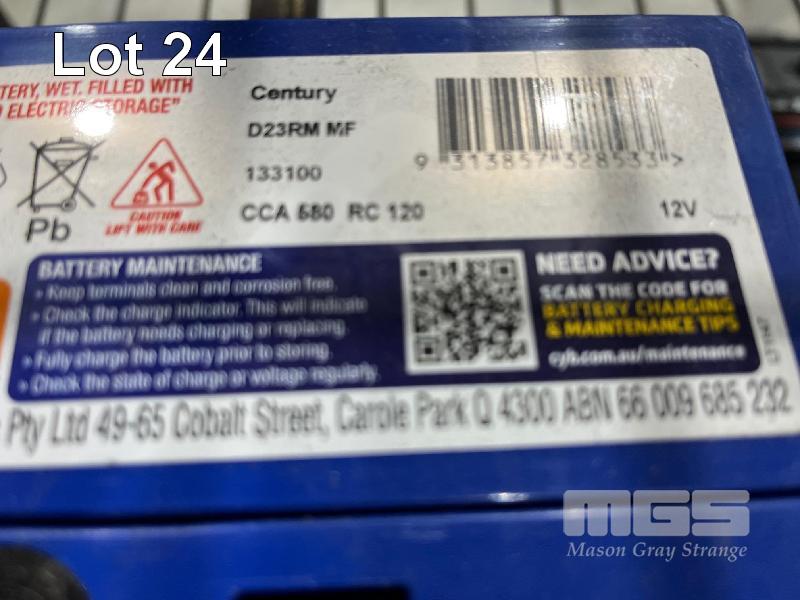 Lot 24
TERY, WET. FILLED WITH
ELECTRIC STORAGE"
Century
D23RM MF
133100
CCA 580 RC 120
12V
9 313857 328533 >
Pb
CAUTION
LIFT WITH CARE
BATTERY MAINTENANCE
• Keep terminals clean and corrosion free.
• Check the charge indicator. This will indicate
if the battery needs charging or replacing.
• Fully charge the battery prior to storing.
• Check the state of charge or voltage regularly.
NEED ADVICE?
SCAN THE CODE FOR
BATTERY CHARGING
& MAINTENANCE TIPS
cyb.com.au/maintenance
Pty Ltd 49-65 Cobalt Street, Carole Park Q 4300 ABN 66 009 685 232
MGS
Mason Gray Strange